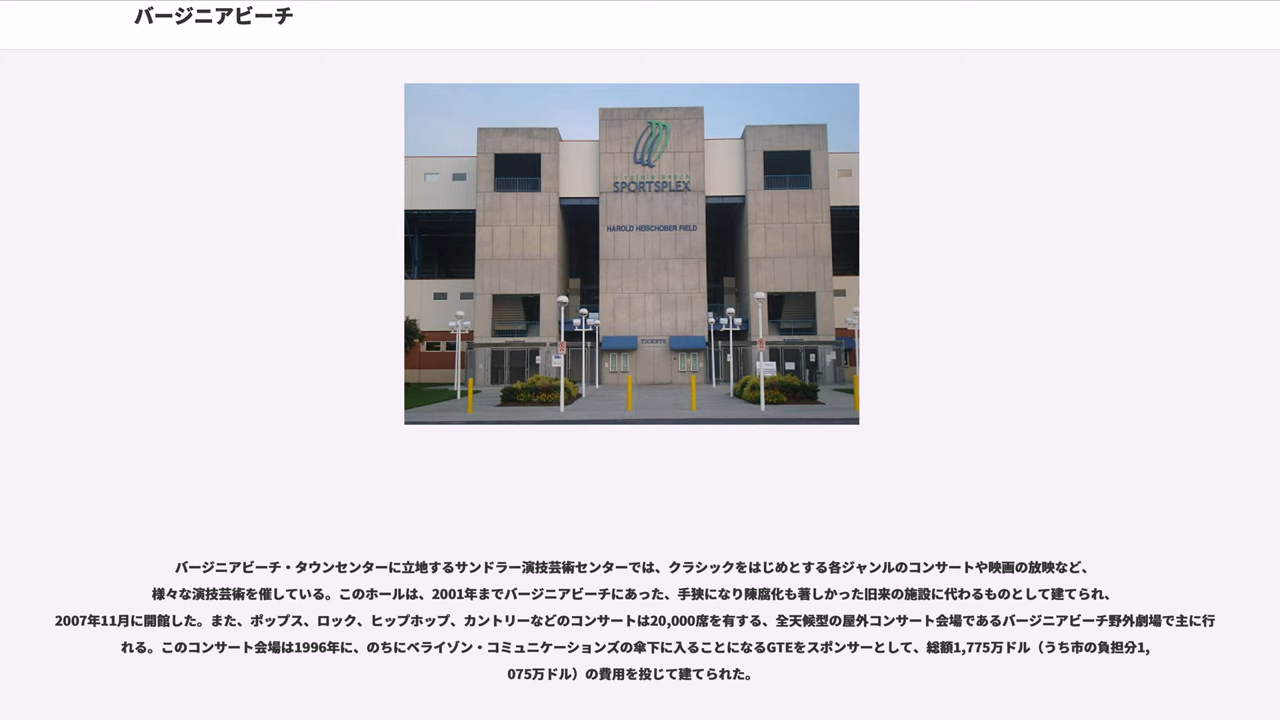 バージニアビーチ
virginia beach
SPORTSPLEX
HAROLD HEISCHOBER FIELD
TICKETS
バージニアビーチ・タウンセンターに立地するサンドラー演技芸術センターでは、クラシックをはじめとする各ジャンルのコンサートや映画の放映など、
様々な演技芸術を催している。このホールは、2001年までバージニアビーチにあった、手狭になり陳腐化も著しかった旧来の施設に代わるものとして建てられ、
2007年11月に開館した。また、ポップス、ロック、ヒップホップ、カントリーなどのコンサートは20,000席を有する、全天候型の屋外コンサート会場であるバージニアビーチ野外劇場で主に行
れる。このコンサート会場は1996年に、のちにベライゾン・コミュニケーションズの傘下に入ることになるGTEをスポンサーとして、総額1,775万ドル（うち市の負担分1,
075万ドル）の費用を投じて建てられた。